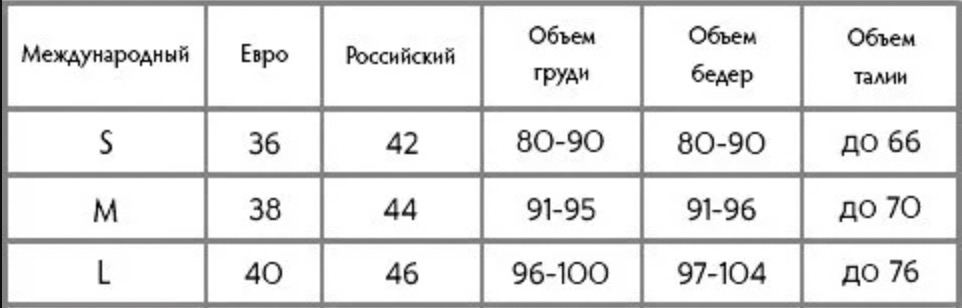 Международный Евро Российский Объем груди Объем бедер Объем талии
S 36 42 80-90 80-90 до 66
M 38 44 91-95 91-96 до 70
L 40 46 96-100 97-104 до 76